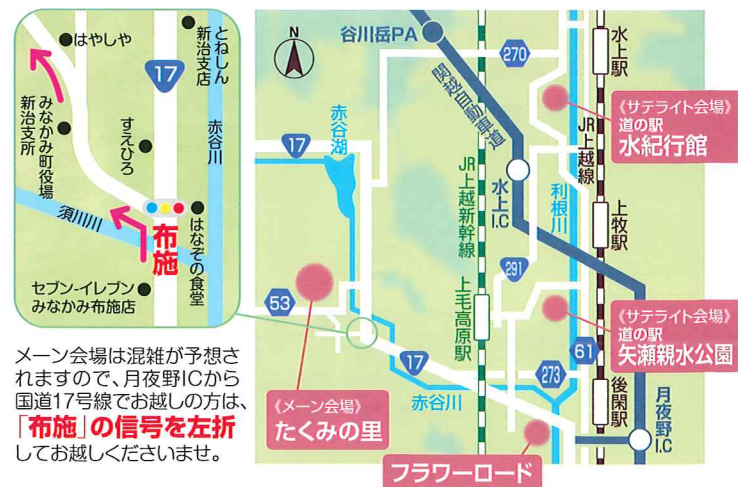 はやしや
とねしん
新治支店
17
みなかみ町役場
新治支所
すえひろ
赤谷川
須川川
布施
はなぞの食堂
セブン-イレブン
みなかみ布施店
メーン会場は混雑が予想さ
れますので、月夜野ICから
国道17号線でお越しの方は、
「布施」の信号を左折
してお越しくださいませ。
N
谷川岳PA
270
水上駅
関越自動車道
《サテライト会場》
道の駅
水紀行館
赤谷湖
17
JR上越新幹線
水上I.C
JR上越線
利根川
上牧駅
291
53
上毛高原駅
《サテライト会場》
道の駅
矢瀬親水公園
61
17
273
後閑駅
赤谷川
月夜野I.C
《メーン会場》
たくみの里
フラワーロード